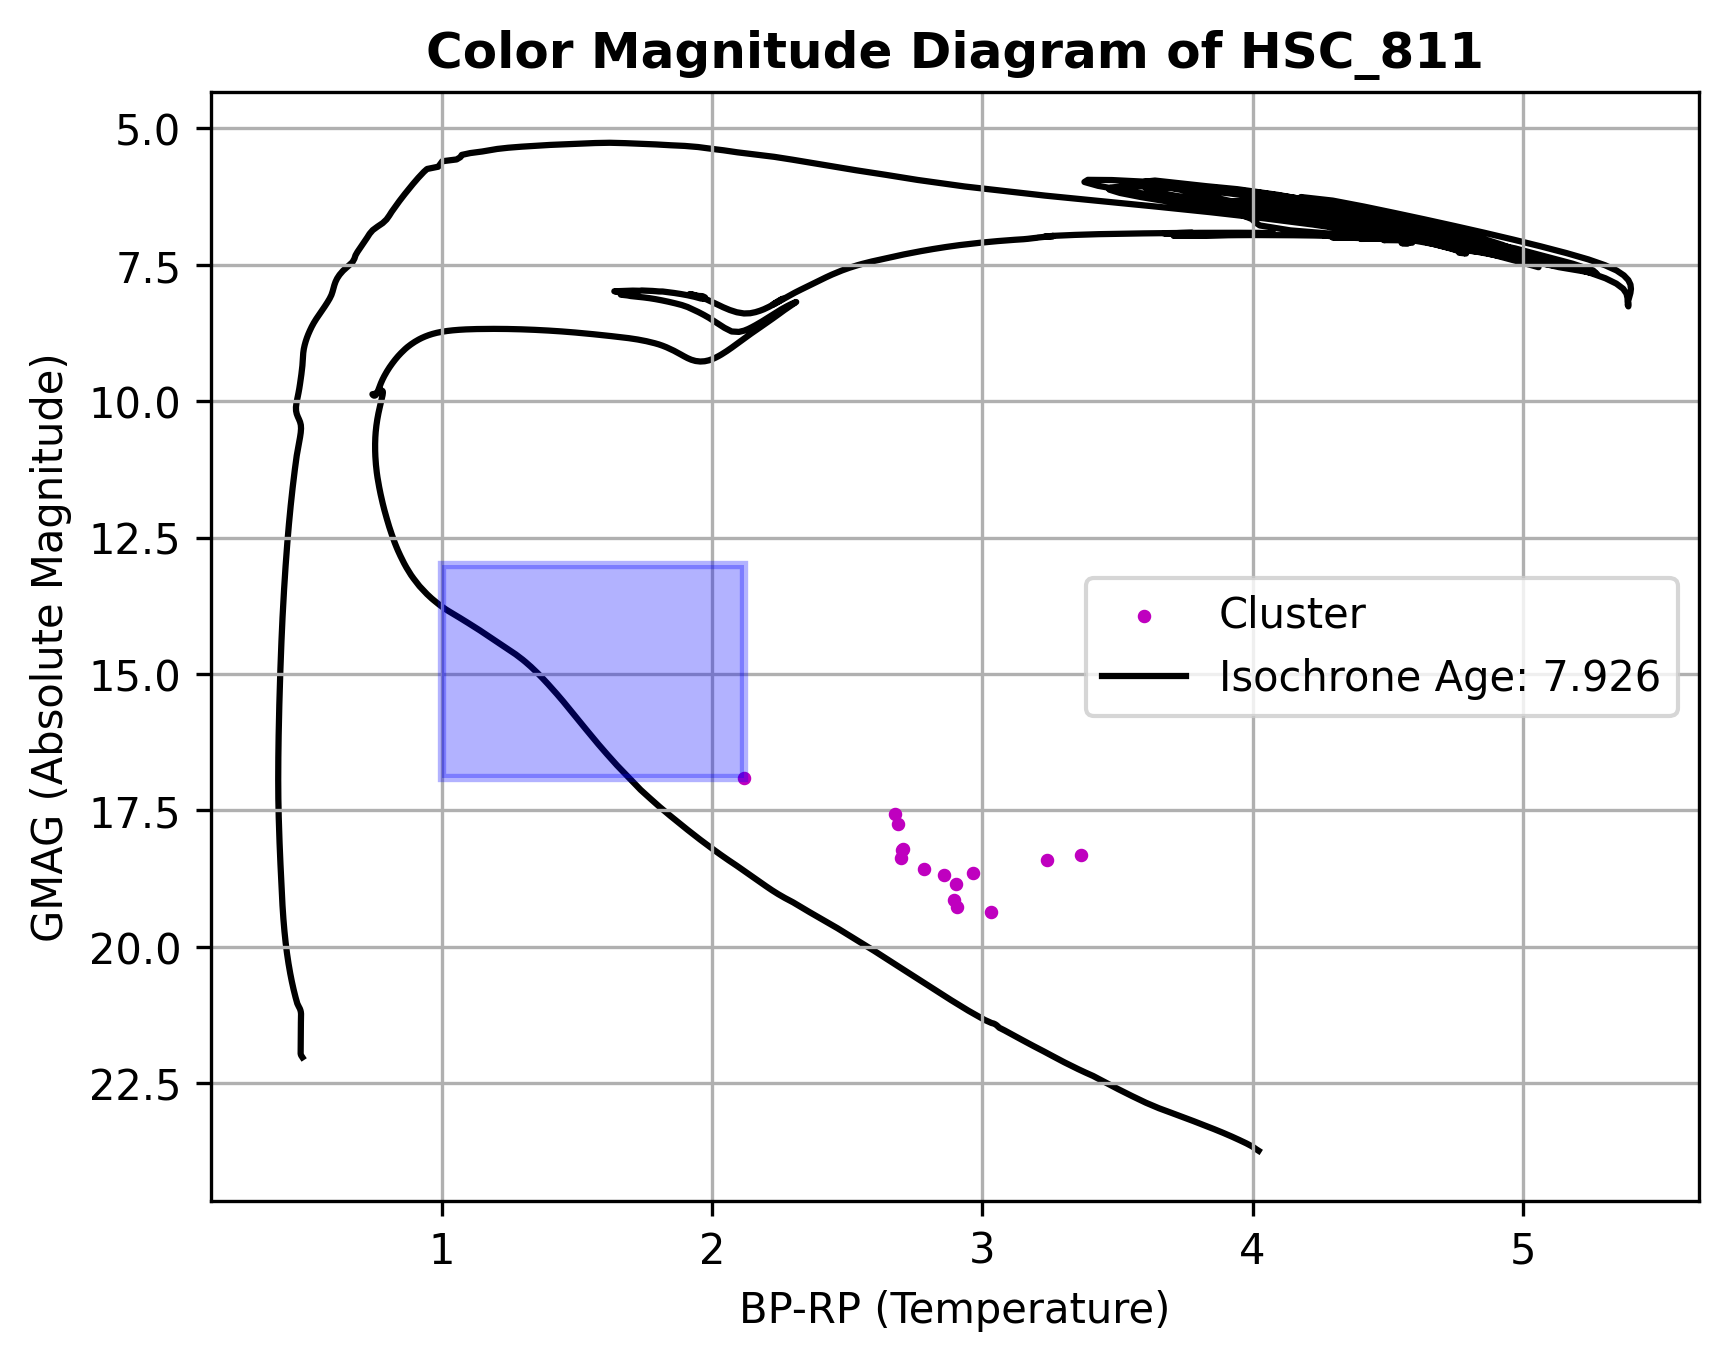 Color Magnitude Diagram of HSC_811
5.0
7.5
10.0
12.5
15.0
17.5
20.0
22.5
GMAG (Absolute Magnitude)
Cluster
Isochrone Age: 7.926
1
2
3
4
5
BP-RP (Temperature)